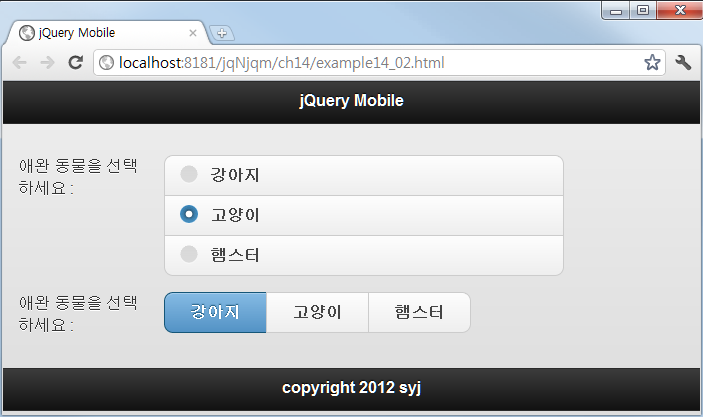 jQuery Mobile
localhost:8181/jqNjqm/ch14/example14_02.html
jQuery Mobile
애완 동물을 선택
하세요 :
강아지
고양이
햄스터
애완 동물을 선택
하세요 :
강아지 고양이 햄스터
copyright 2012 syj